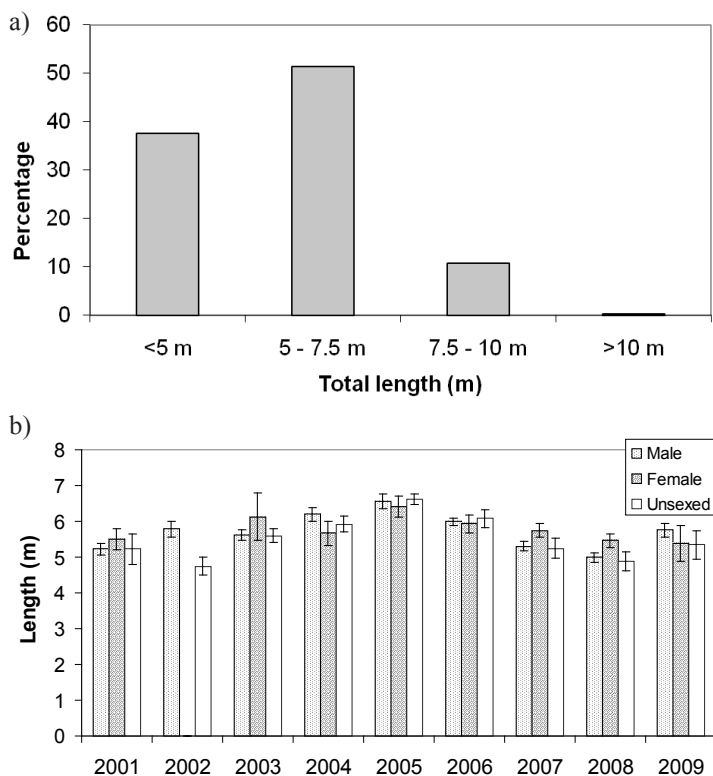 a)
60
50
40
30
20
10
0
Percentage
<5 m
5 - 7.5 m
7.5 - 10 m
>10 m
Total length (m)
b)
8
7
6
5
4
3
2
1
0
Length (m)
Male
Female
Unsexed
2001 2002 2003 2004 2005 2006 2007 2008 2009